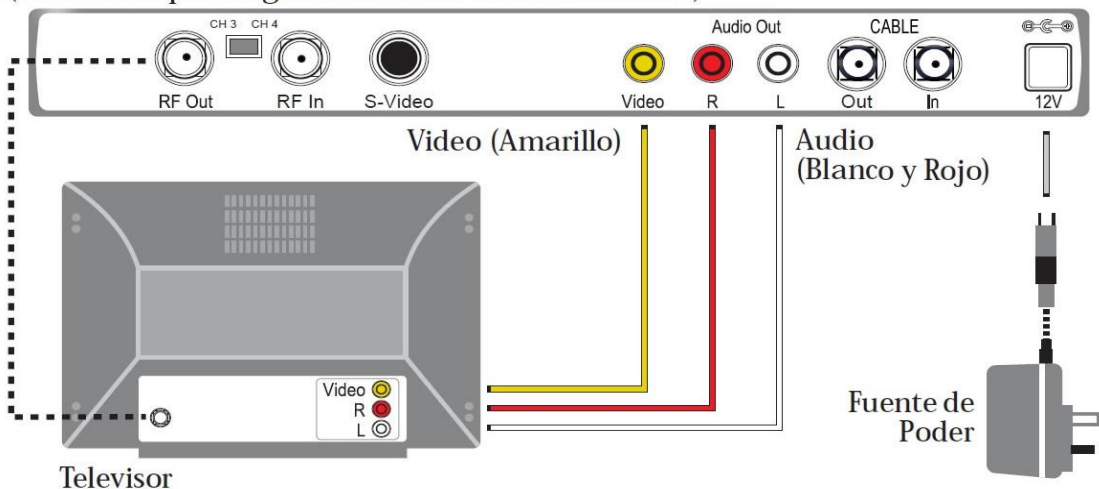 CH 3 CH 4
Audio Out
CABLE
RF Out
RF In
S-Video
Video
R
L
Out
In
12V
Video (Amarillo)
Audio
(Blanco y Rojo)
Video
R
L
Fuente de
Poder
Televisor